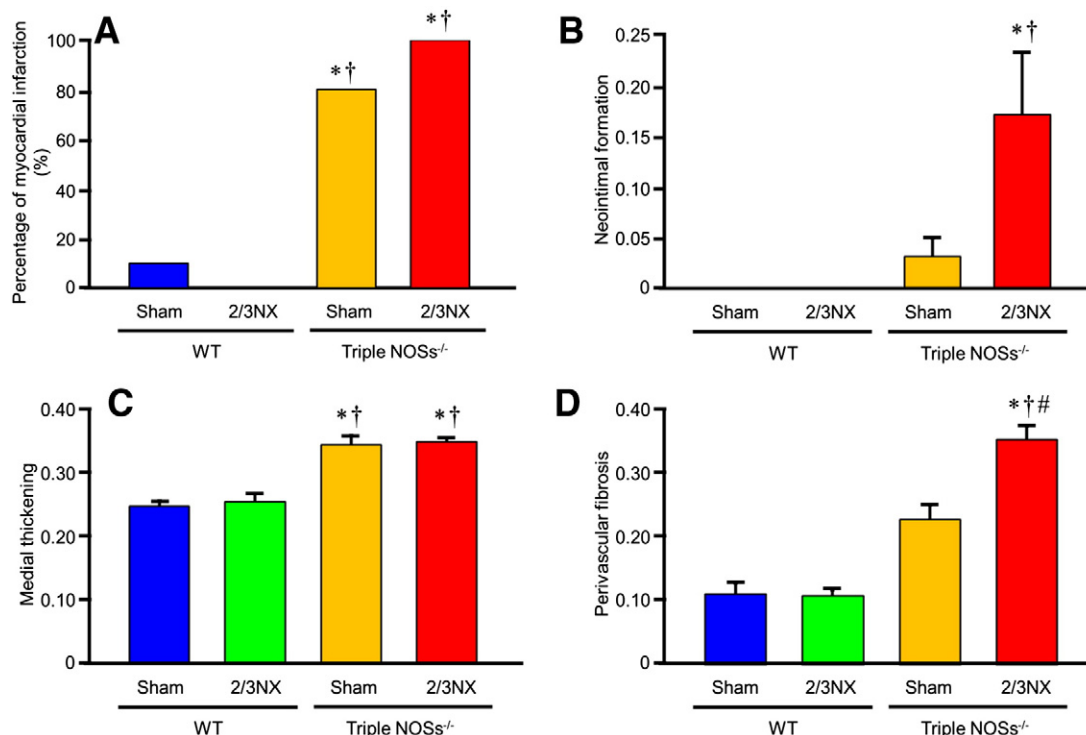 A
Percentage of myocardial infarction
(%)
100
80
60
40
20
0
*†
*†
Sham
2/3NX
Sham
2/3NX
WT
Triple NOSs-/-
B
Neointimal formation
0.25
0.20
0.15
0.10
0.05
0
*†
Sham
2/3NX
Sham
2/3NX
WT
Triple NOSs-/-
C
Medial thickening
0.40
0.30
0.20
0.10
0
*†
*†
Sham
2/3NX
Sham
2/3NX
WT
Triple NOSs-/-
D
Perivascular fibrosis
0.40
0.30
0.20
0.10
0
*†#
Sham
2/3NX
Sham
2/3NX
WT
Triple NOSs-/-